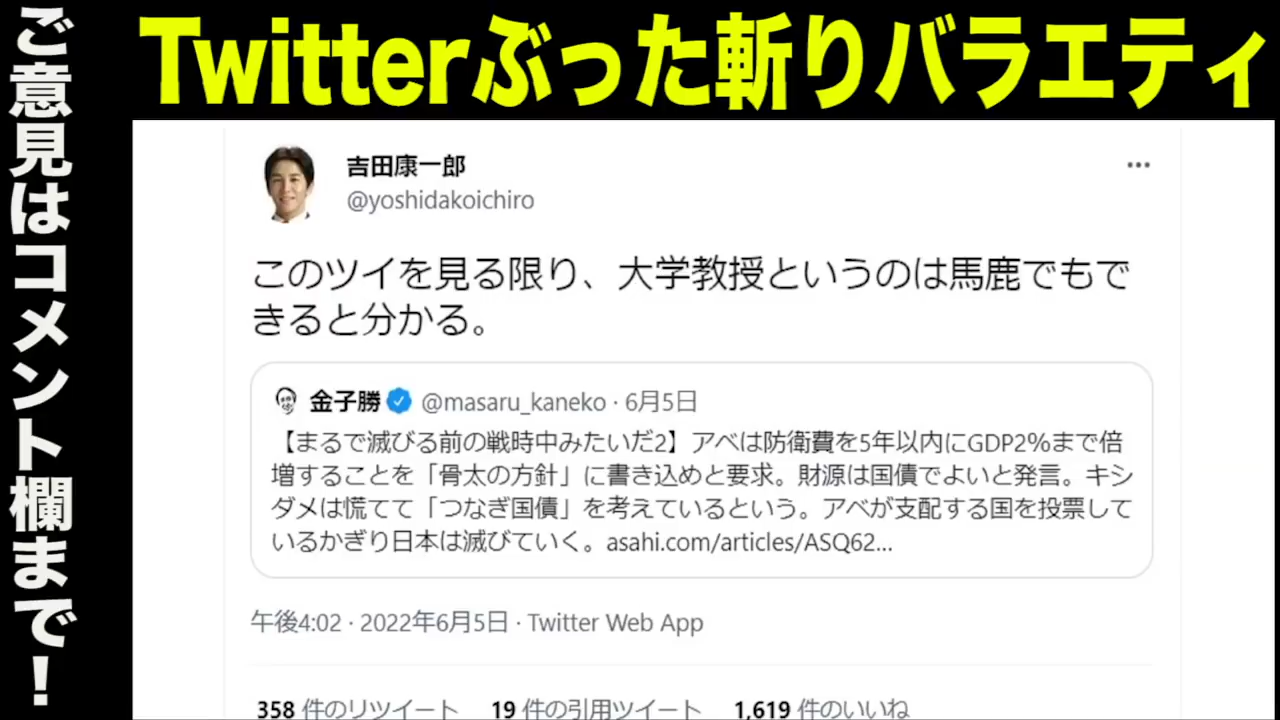 Twitterぶった斬りバラエティ
ご意見はコメント欄まで！
吉田康一郎
@yoshidakoichiro
このツイを見る限り、大学教授というのは馬鹿でもで
きると分かる。
金子勝 @masaru_kaneko · 6月5日
【まるで滅びる前の戦時中みたいだ2】アベは防衛費を5年以内にGDP2%まで倍
増することを「骨太の方針」に書き込めと要求。財源は国債でよいと発言。キシ
ダメは慌てて「つなぎ国債」を考えているという。アベが支配する国を投票して
いるかぎり日本は滅びていく。asahi.com/articles/ASQ62...
午後4:02 · 2022年6月5日 · Twitter Web App
358 件のリツイート 19 件の引用ツイート 1,619 件のいいね